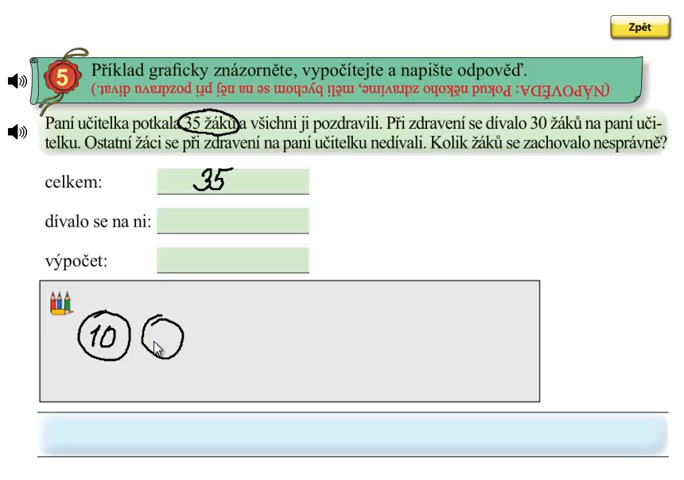 Zpět
5 Příklad graficky znázorněte, vypočítejte a napište odpověď.
(NÁPOVĚDA: Pokud někoho zdravíme, měli bychom se na něj při pozdravu dívat.)
Paní učitelka potkala 35 žáků a všichni ji pozdravili. Při zdravení se dívalo 30 žáků na paní uči-
telku. Ostatní žáci se při zdravení na paní učitelku nedívali. Kolik žáků se zachovalo nesprávně?
celkem: 35
dívalo se na ni:
výpočet:
10